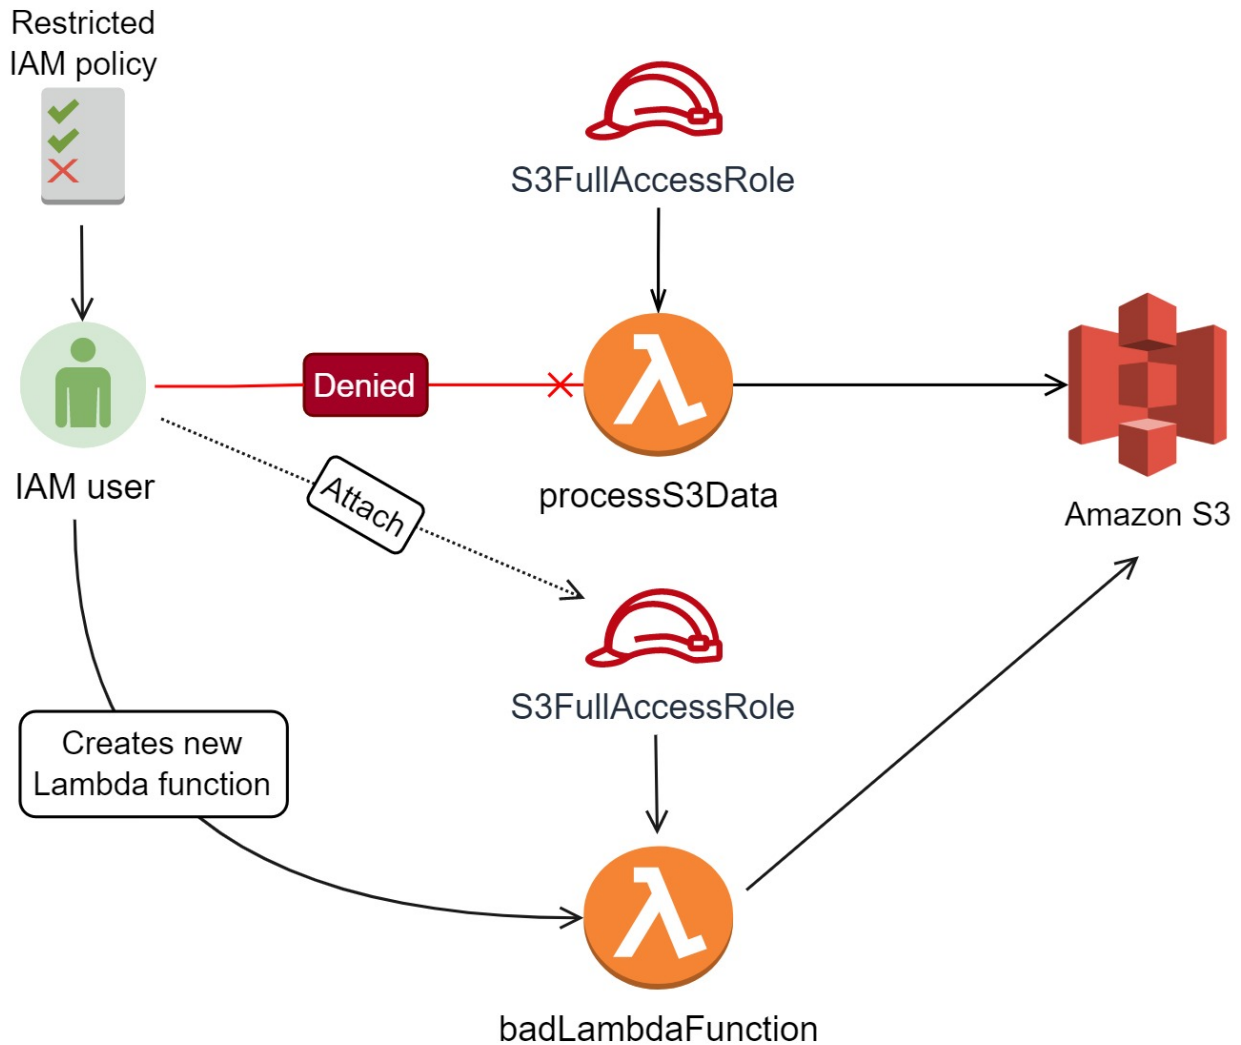 Restricted
IAM policy
S3FullAccessRole
Denied
IAM user
processS3Data
Amazon S3
Attach
S3FullAccessRole
Creates new
Lambda function
badLambdaFunction